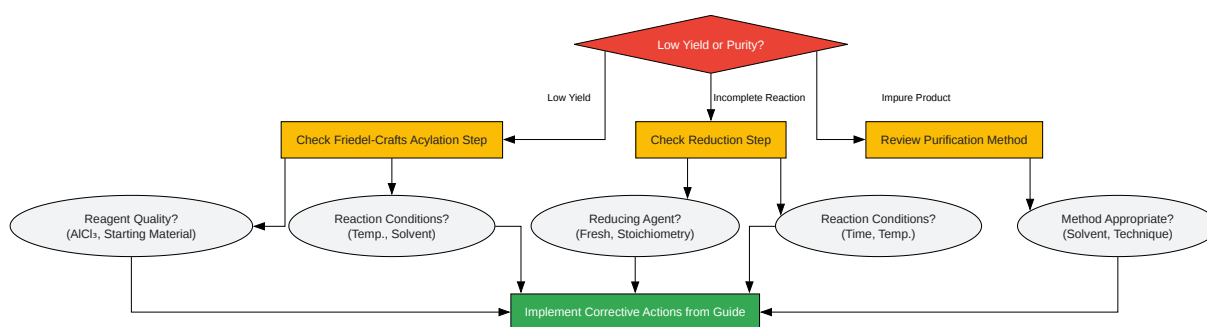 Low Yield or Purity?
Low Yield
Incomplete Reaction
Impure Product
Check Friedel-Crafts Acylation Step
Check Reduction Step
Review Purification Method
Reagent Quality?
(AlCl₃, Starting Material)
Reaction Conditions?
(Temp., Solvent)
Reducing Agent?
(Fresh, Stoichiometry)
Reaction Conditions?
(Time, Temp.)
Method Appropriate?
(Solvent, Technique)
Implement Corrective Actions from Guide